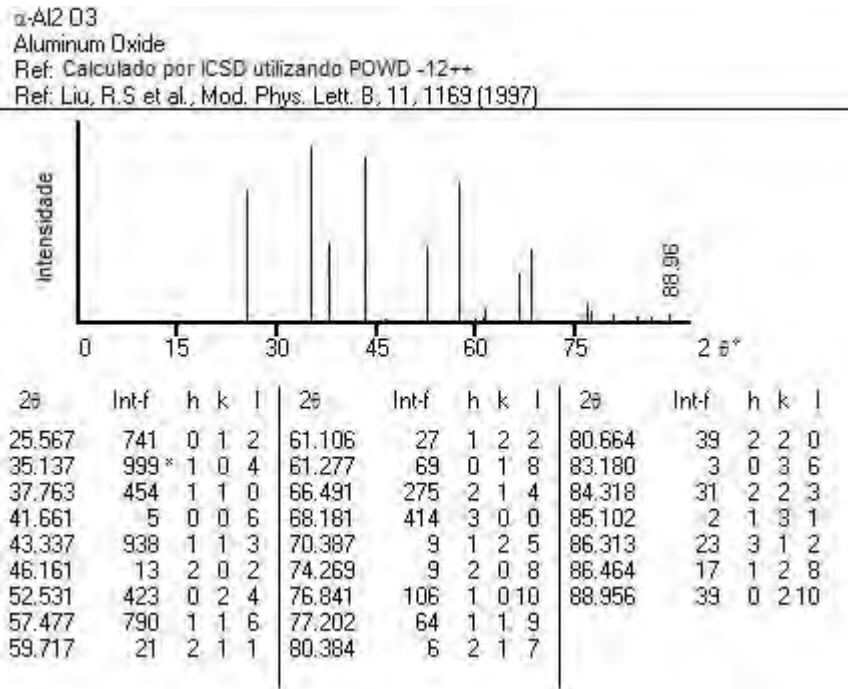 α-Al2 O3
Aluminum Oxide
Ref: Calculado por ICSD utilizando POWD -12++
Ref: Liu, R.S et al., Mod. Phys. Lett. B, 11, 1169 (1997)
Intensidade
88.96
0 15 30 45 60 75 2 θ°
2θ Int-f h k l 2θ Int-f h k l 2θ Int-f h k l
25.567 741 0 1 2 61.106 27 1 2 2 80.664 39 2 2 0
35.137 999 * 1 0 4 61.277 69 0 1 8 83.180 3 0 3 6
37.763 454 1 1 0 66.491 275 2 1 4 84.318 31 2 2 3
41.661 5 0 0 6 68.181 414 3 0 0 85.102 2 1 3 1
43.337 938 1 1 3 70.387 9 1 2 5 86.313 23 3 1 2
46.161 13 2 0 2 74.269 9 2 0 8 86.464 17 1 2 8
52.531 423 0 2 4 76.841 106 1 0 10 88.956 39 0 2 10
57.477 790 1 1 6 77.202 64 1 1 9
59.717 21 2 1 1 80.384 6 2 1 7